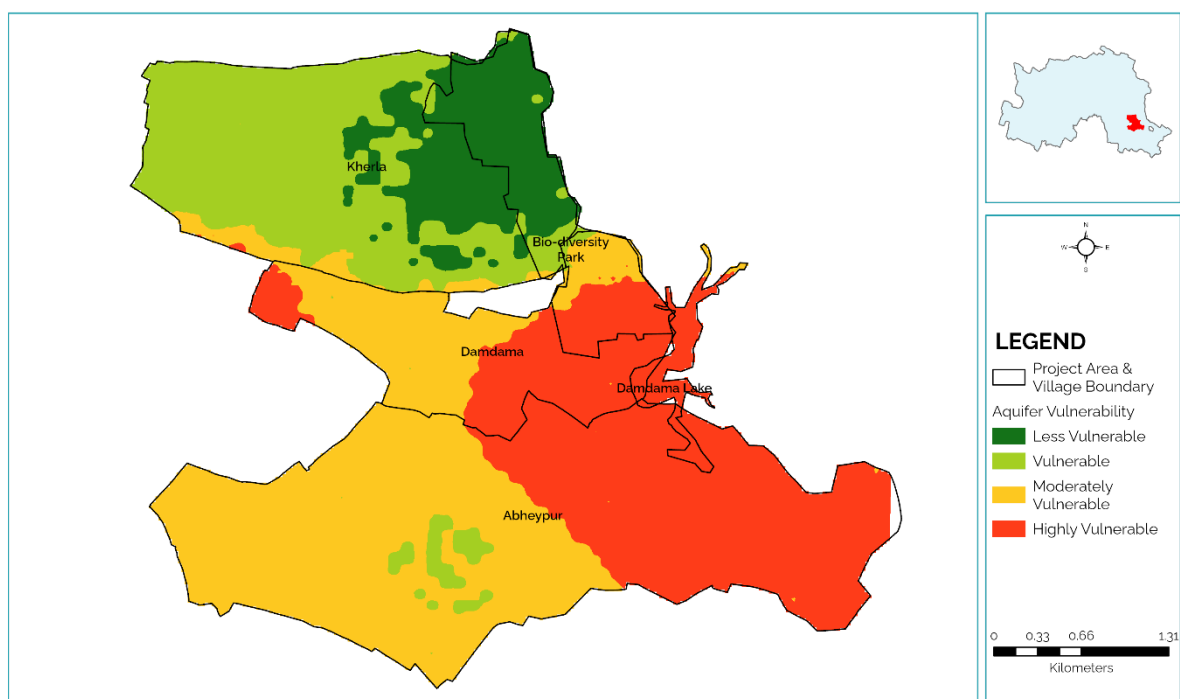 Kherla
Bio-diversity
Park
Damdama
Damdama Lake
Abheypur
N
W
E
S
LEGEND
Project Area &
Village Boundary
Aquifer Vulnerability
Less Vulnerable
Vulnerable
Moderately
Vulnerable
Highly Vulnerable
0 0.33 0.66 1.31
Kilometers